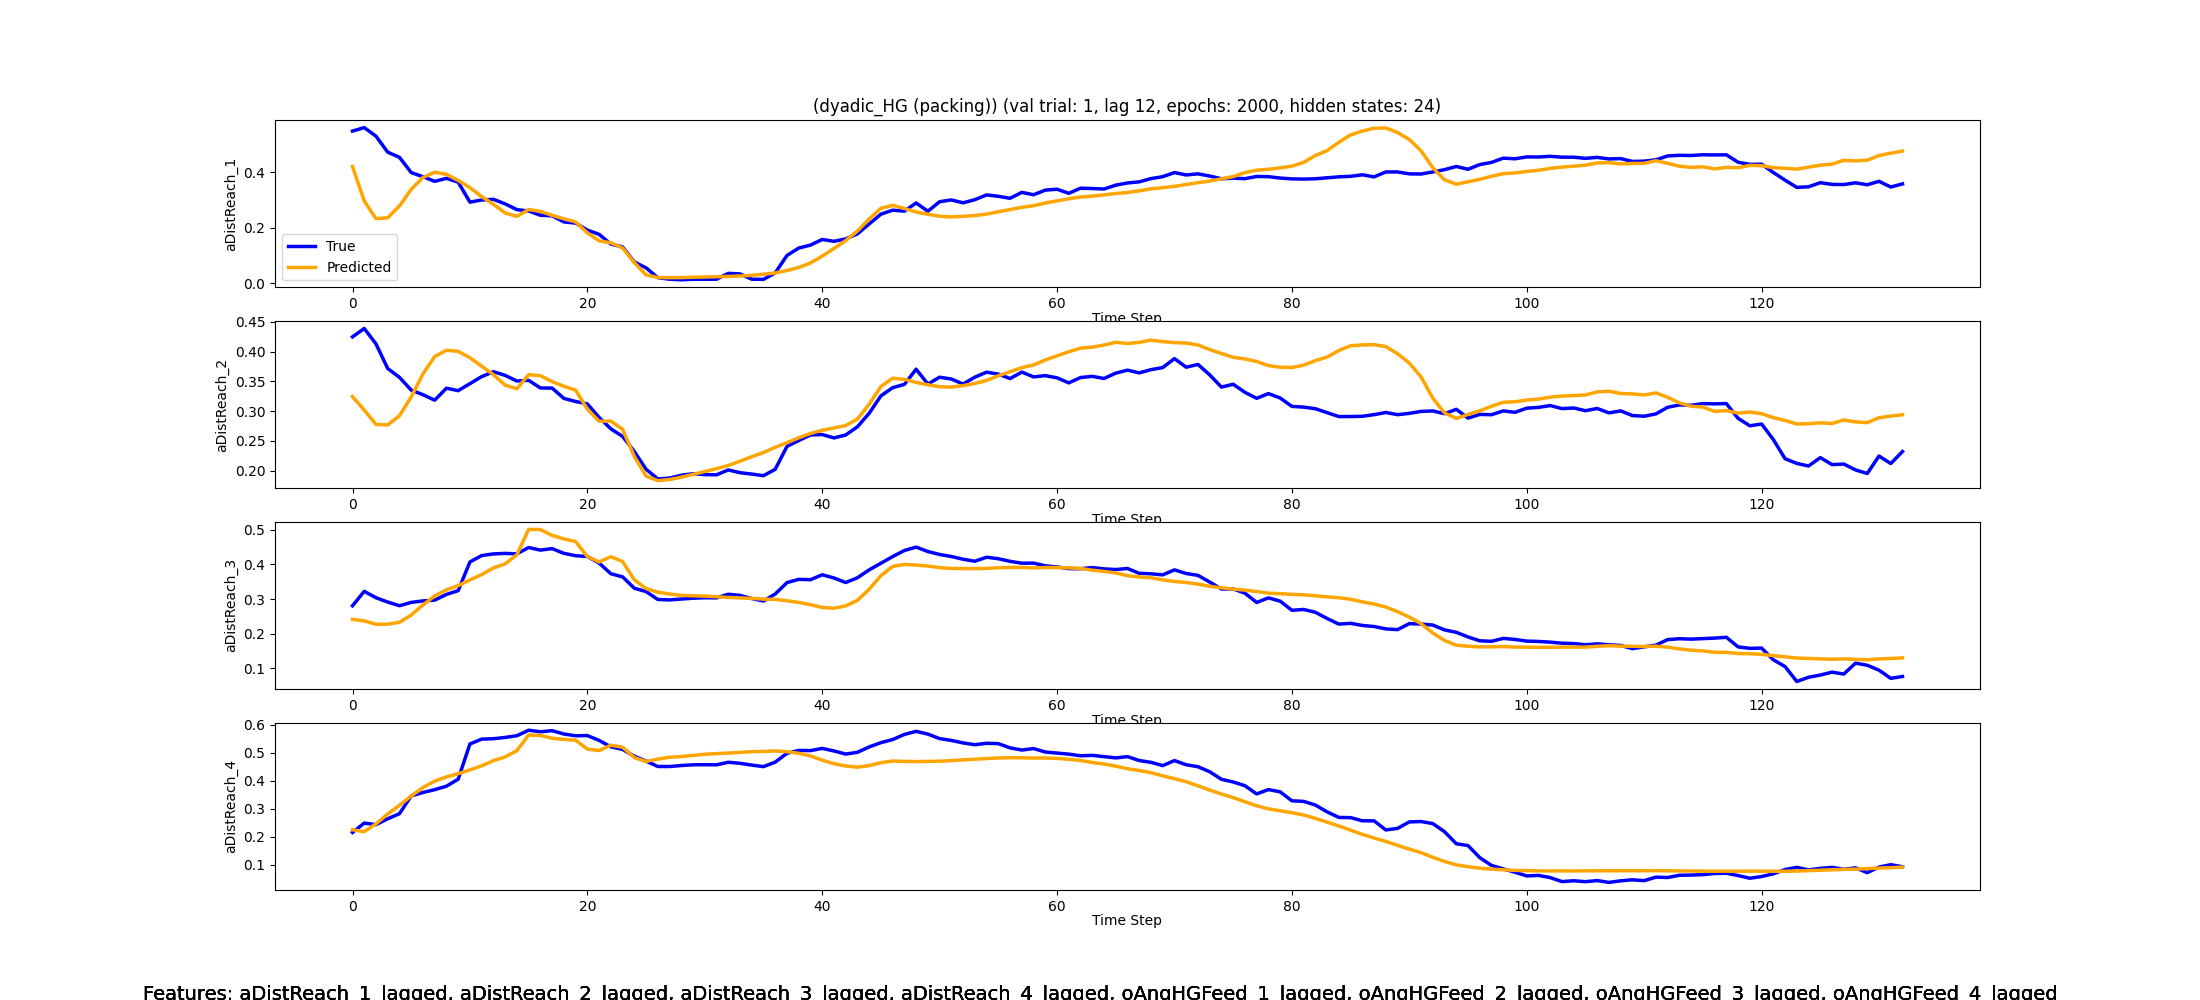 (dyadic_HG (packing)) (val trial: 1, lag 12, epochs: 2000, hidden states: 24)
aDistReach_1
0.4
0.2
0.0
True
Predicted
0 20 40 60 80 100 120
Time Step
aDistReach_2
0.45
0.40
0.35
0.30
0.25
0.20
0 20 40 60 80 100 120
Time Step
aDistReach_3
0.5
0.4
0.3
0.2
0.1
0 20 40 60 80 100 120
Time Step
aDistReach_4
0.6
0.5
0.4
0.3
0.2
0.1
0 20 40 60 80 100 120
Time Step
Features: aDistReach_1_lagged, aDistReach_2_lagged, aDistReach_3_lagged, aDistReach_4_lagged, oAngHGFeed_1_lagged, oAngHGFeed_2_lagged, oAngHGFeed_3_lagged, oAngHGFeed_4_lagged